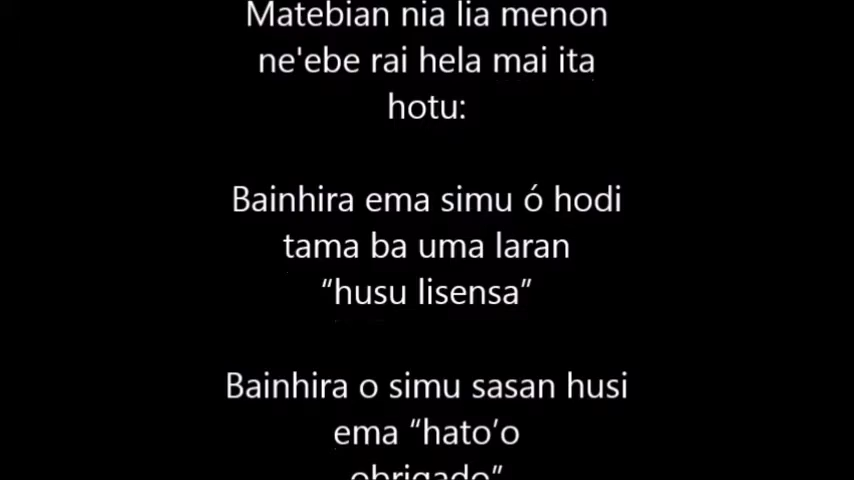 Matebian nia lia menon
ne'ebe rai hela mai ita
hotu:
Bainhira ema simu ó hodi
tama ba uma laran
“husu lisensa”
Bainhira o simu sasan husi
ema “hato’o
obrigado”